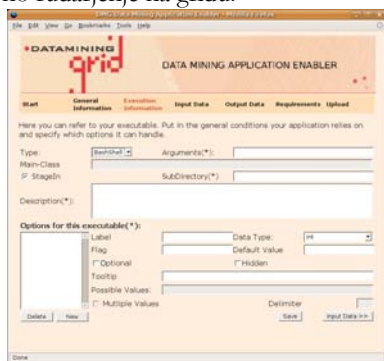 DMG Data Mining Application Enabler - Mozilla Firefox
File Edit View Go Bookmarks Tools Help
DATAMINING
grid
DATA MINING APPLICATION ENABLER
Start General Information Execution Information Input Data Output Data Requirements Upload
Here you can refer to your executable. Put in the general conditions your application relies on
and specify which options it can handle.
Type: BashShell Arguments(*):
Main-Class
StageIn SubDirectory(*)
Description(*):
Options for this executable(*):
Label Data Type: int
Flag Default Value
Optional Hidden
Tooltip
Possible Values:
Multiple Values Delimiter
Delete New Save Input Data >>
Done